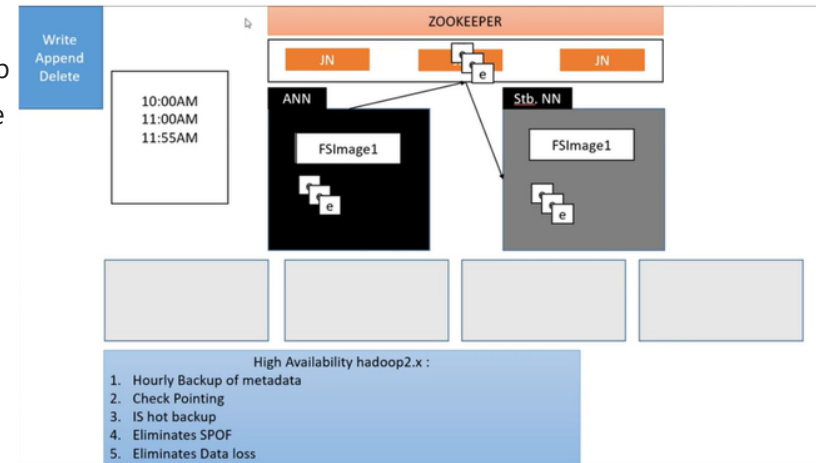 ZOOKEEPER
Write
Append
Delete
JN
JN
e
ANN
Stb. NN
10:00AM
11:00AM
11:55AM
FSImage1
FSImage1
e
e
High Availability hadoop2.x :
1. Hourly Backup of metadata
2. Check Pointing
3. IS hot backup
4. Eliminates SPOF
5. Eliminates Data loss